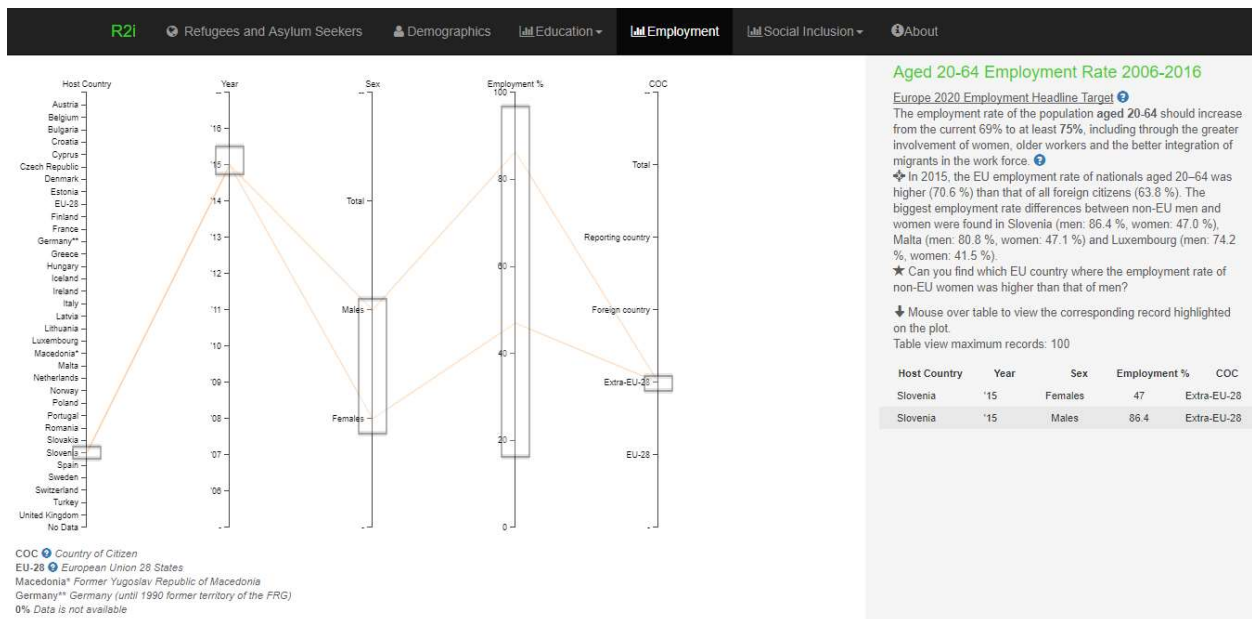 R2i Refugees and Asylum Seekers Demographics Education Employment Social Inclusion About
Host Country Year Sex Employment % COC
Austria
Belgium
Bulgaria
Croatia
Cyprus
Czech Republic
Denmark
Estonia
EU-28
Finland
France
Germany**
Greece
Hungary
Iceland
Ireland
Italy
Latvia
Lithuania
Luxembourg
Macedonia*
Malta
Netherlands
Norway
Poland
Portugal
Romania
Slovakia
Slovenia
Spain
Sweden
Switzerland
Turkey
United Kingdom
No Data
'16
'15
'14
'13
'12
'11
'10
'09
'08
'07
'06
Total
Males
Females
100
80
60
40
20
0
Total
Reporting country
Foreign country
Extra-EU-28
EU-28
COC ? Country of Citizen
EU-28 ? European Union 28 States
Macedonia* Former Yugoslav Republic of Macedonia
Germany** Germany (until 1990 former territory of the FRG)
0% Data is not available
Aged 20-64 Employment Rate 2006-2016
Europe 2020 Employment Headline Target ?
The employment rate of the population aged 20-64 should increase
from the current 69% to at least 75%, including through the greater
involvement of women, older workers and the better integration of
migrants in the work force. ?
In 2015, the EU employment rate of nationals aged 20–64 was
higher (70.6 %) than that of all foreign citizens (63.8 %). The
biggest employment rate differences between non-EU men and
women were found in Slovenia (men: 86.4 %, women: 47.0 %),
Malta (men: 80.8 %, women: 47.1 %) and Luxembourg (men: 74.2
%, women: 41.5 %).
★ Can you find which EU country where the employment rate of
non-EU women was higher than that of men?
Mouse over table to view the corresponding record highlighted
on the plot.
Table view maximum records: 100
Host Country Year Sex Employment % COC
Slovenia '15 Females 47 Extra-EU-28
Slovenia '15 Males 86.4 Extra-EU-28